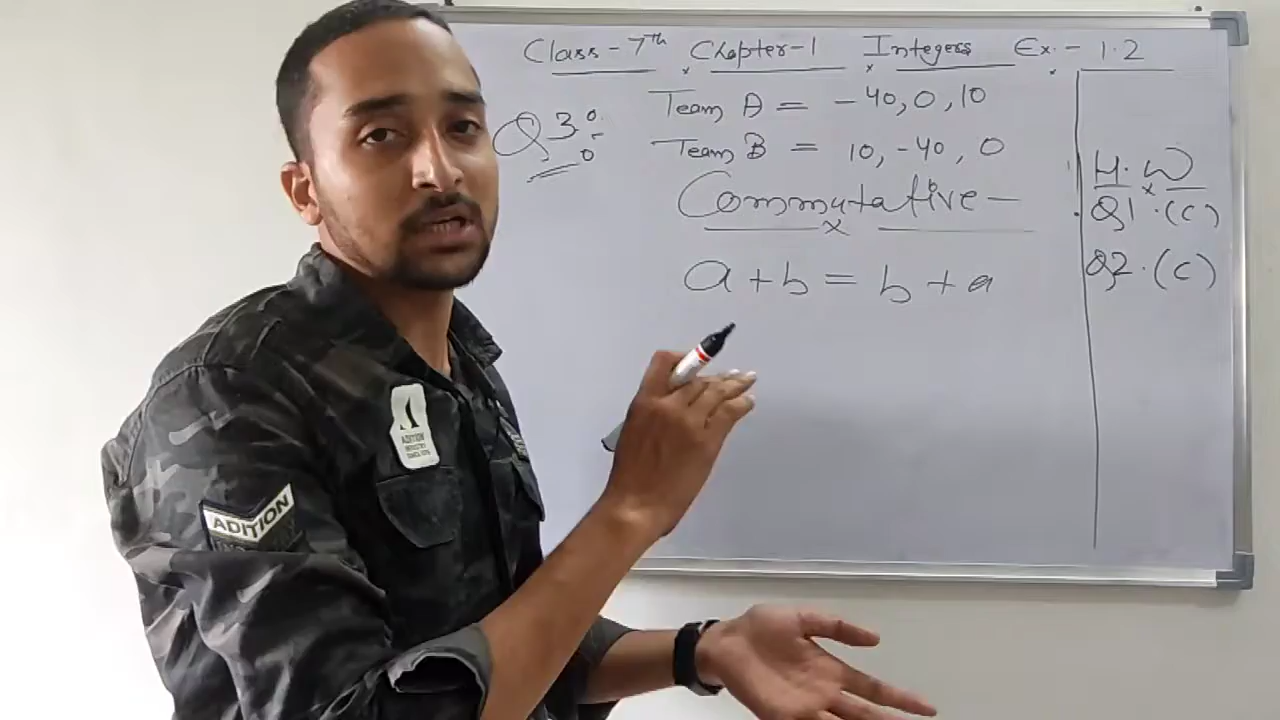 Class-7th Chapter-1 Integers Ex.- 1.2
Q3:
Team A = -40, 0, 10
Team B = 10, -40, 0
Commutative-
a + b = b + a
H.W
Q1.(C)
Q2.(C)
ADITION
ADITION